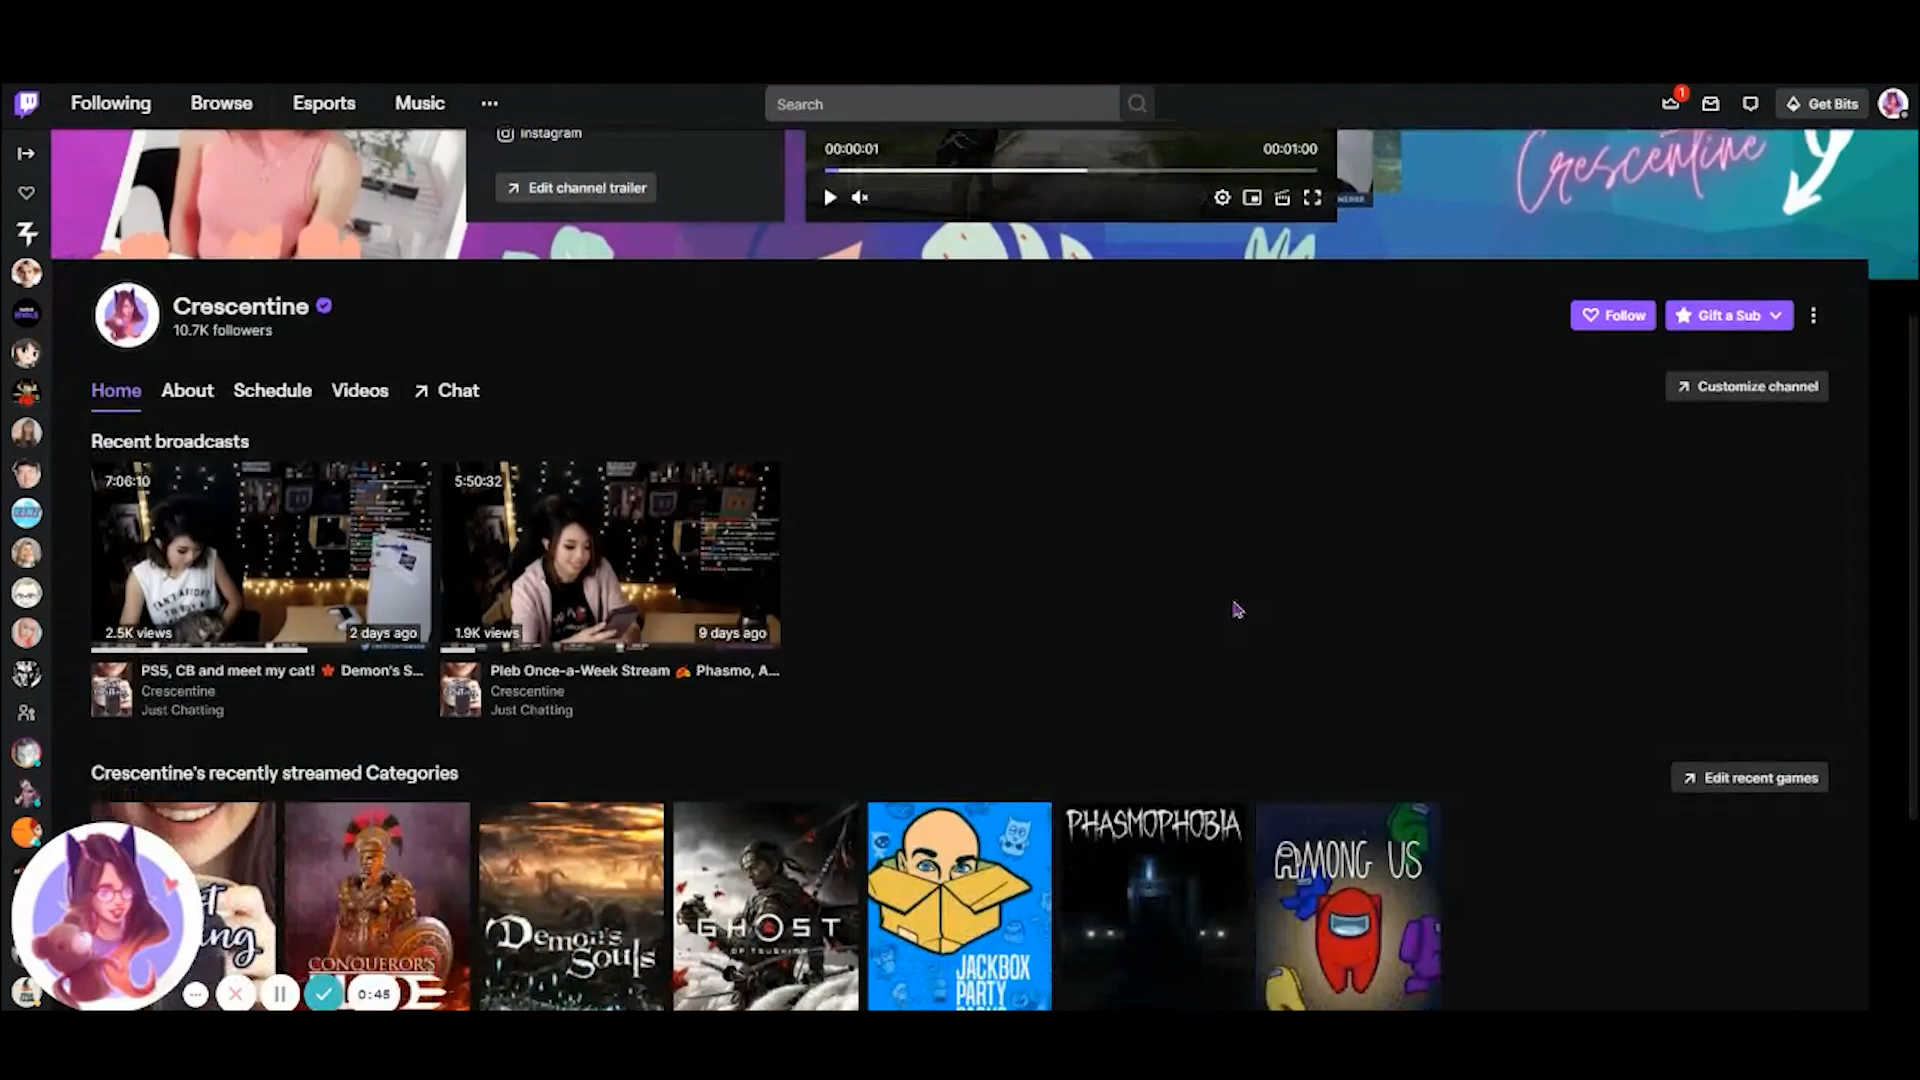 Following Browse Esports Music
Search
1
Get Bits
Instagram
Edit channel trailer
00:00:01
00:01:00
Crescentine
Crescentine
10.7K followers
Follow
Gift a Sub
Home About Schedule Videos Chat
Customize channel
Recent broadcasts
7:06:10
5:50:32
2.5K views
2 days ago
1.9K views
9 days ago
PS5, CB and meet my cat! Demon's S...
Crescentine
Just Chatting
Pleb Once-a-Week Stream Phasmo, A...
Crescentine
Just Chatting
Crescentine's recently streamed Categories
Edit recent games
CONQUEROR'S
Demon's
Souls
GHOST
OF TSUSHIMA
JACKBOX
PARTY
PHASMOPHOBIA
AMONG US
0:45